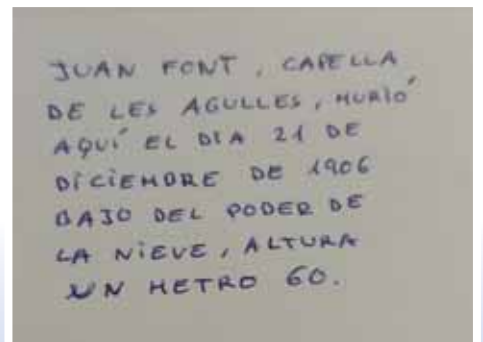 JUAN FONT, CAPELLA
DE LES AGULLES, MURIÓ
AQUÍ EL DIA 21 DE
DICIEMBRE DE 1906
BAJO DEL PODER DE
LA NIEVE, ALTURA
UN METRO 60.